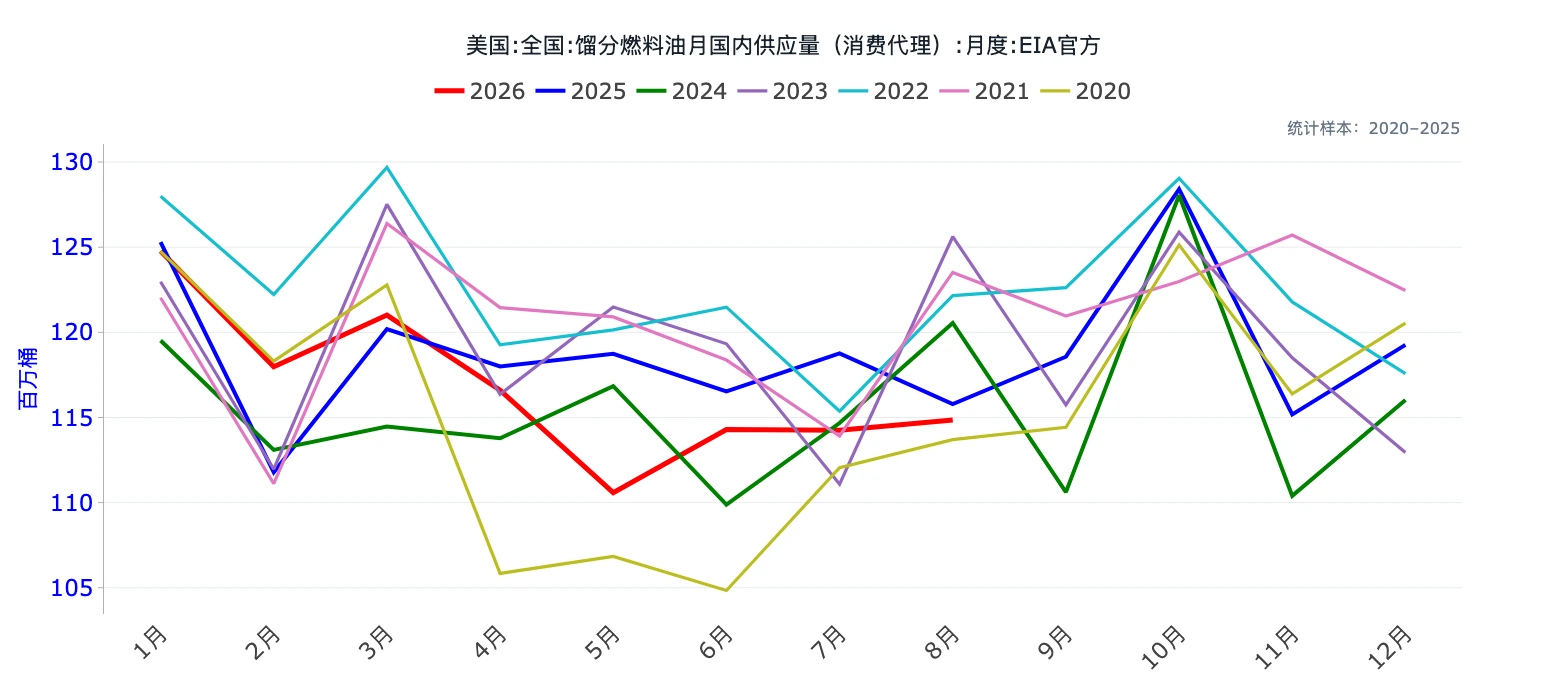 美国:全国:馏分燃料油月国内供应量（消费代理）:月度:EIA官方
2026 2025 2024 2023 2022 2021 2020
统计样本：2020–2025
130
125
120
115
110
105
百万桶
1月 2月 3月 4月 5月 6月 7月 8月 9月 10月 11月 12月